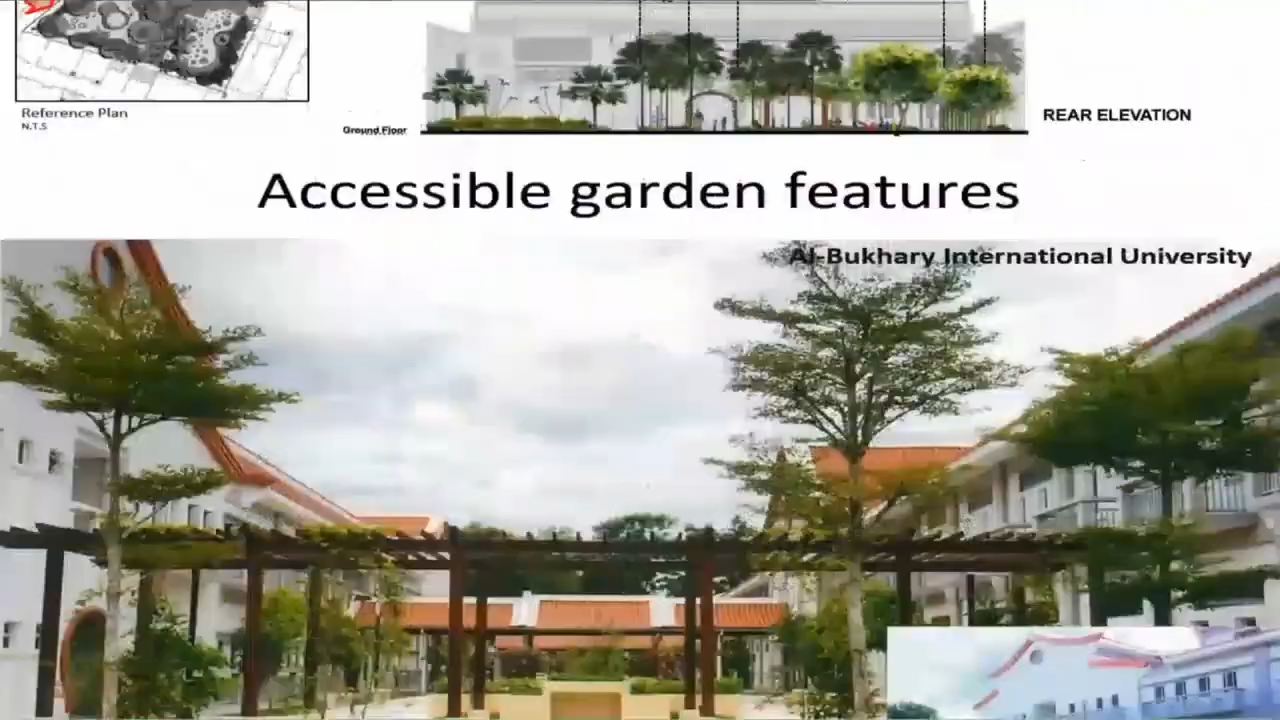 Reference Plan
N.T.S
Ground Floor
REAR ELEVATION
Accessible garden features
Al-Bukhary International University